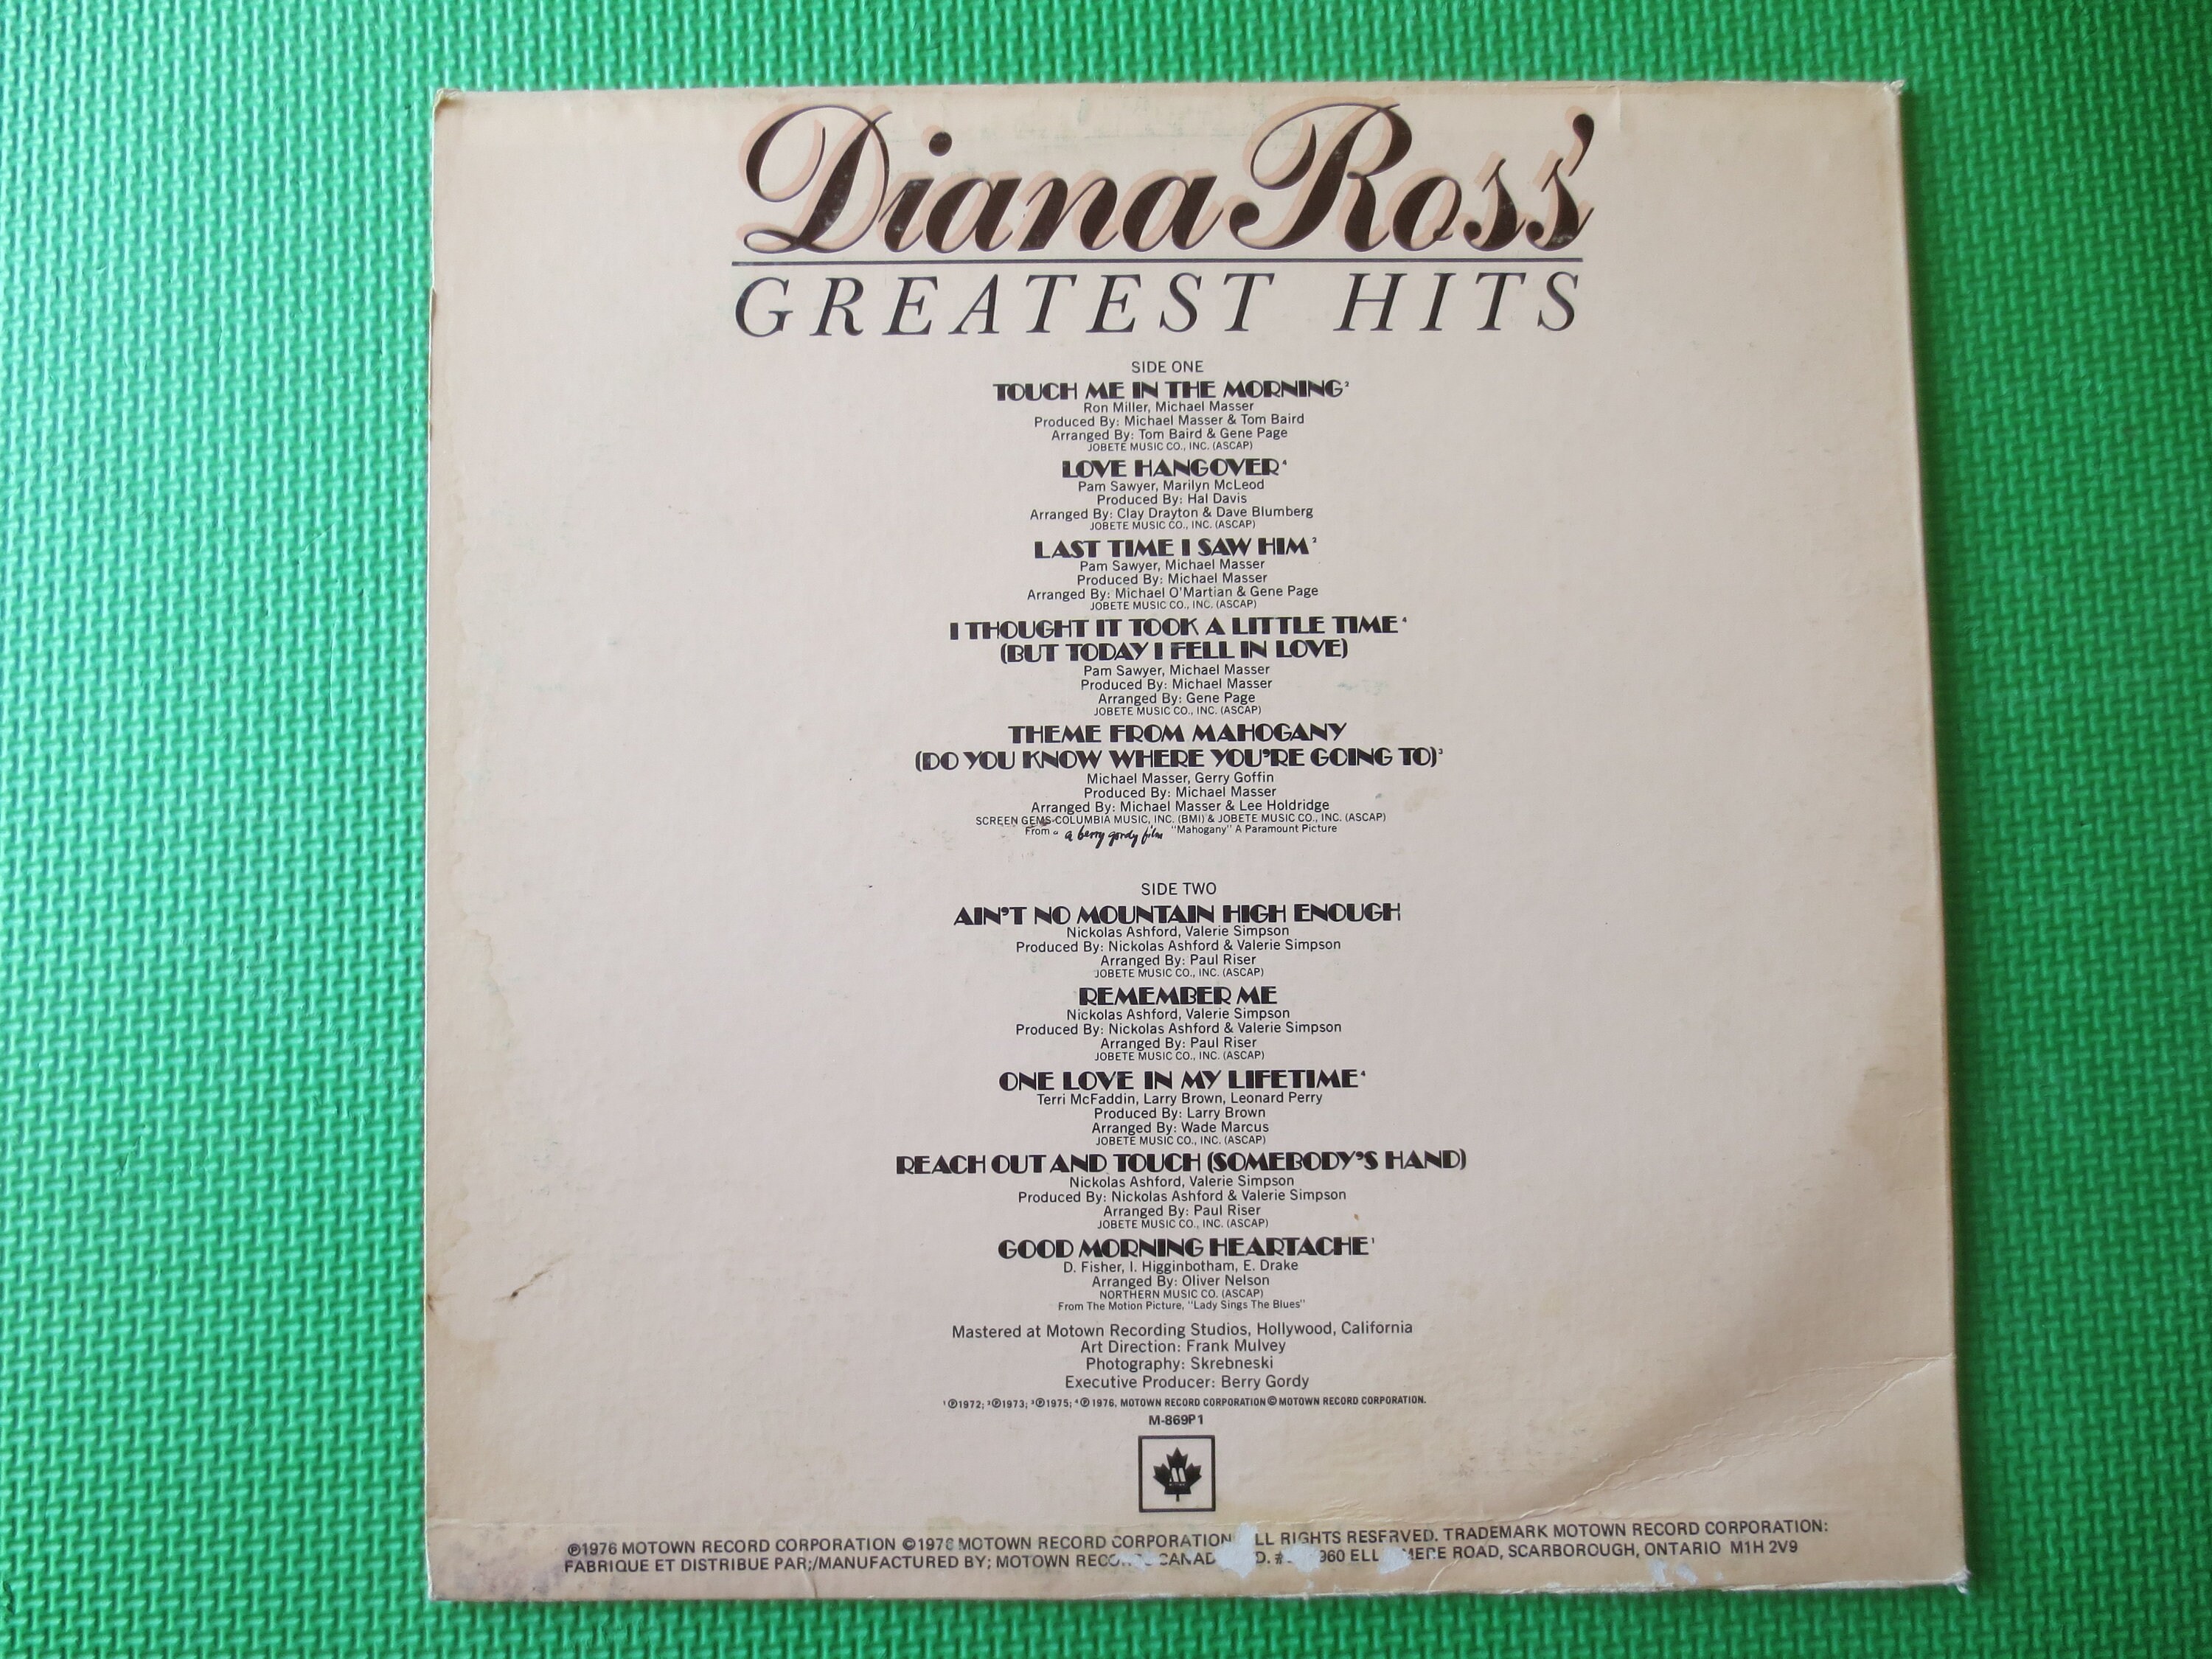 Diana Ross'
GREATEST HITS
SIDE ONE
TOUCH ME IN THE MORNING²
Ron Miller, Michael Masser
Produced By: Michael Masser & Tom Baird
Arranged By: Tom Baird & Gene Page
JOBETE MUSIC CO., INC. (ASCAP)
LOVE HANGOVER⁴
Pam Sawyer, Marilyn McLeod
Produced By: Hal Davis
Arranged By: Clay Drayton & Dave Blumberg
JOBETE MUSIC CO., INC. (ASCAP)
LAST TIME I SAW HIM²
Pam Sawyer, Michael Masser
Produced By: Michael Masser
Arranged By: Michael O'Martian & Gene Page
JOBETE MUSIC CO., INC. (ASCAP)
I THOUGHT IT TOOK A LITTLE TIME⁴
(BUT TODAY I FELL IN LOVE)
Pam Sawyer, Michael Masser
Produced By: Michael Masser
Arranged By: Gene Page
JOBETE MUSIC CO., INC. (ASCAP)
THEME FROM MAHOGANY
(DO YOU KNOW WHERE YOU'RE GOING TO)³
Michael Masser, Gerry Goffin
Produced By: Michael Masser
Arranged By: Michael Masser & Lee Holdridge
SCREEN GEMS-COLUMBIA MUSIC, INC. (BMI) & JOBETE MUSIC CO., INC. (ASCAP)
From a berry gordy film "Mahogany" A Paramount Picture
SIDE TWO
AIN'T NO MOUNTAIN HIGH ENOUGH
Nickolas Ashford, Valerie Simpson
Produced By: Nickolas Ashford & Valerie Simpson
Arranged By: Paul Riser
JOBETE MUSIC CO., INC. (ASCAP)
REMEMBER ME
Nickolas Ashford, Valerie Simpson
Produced By: Nickolas Ashford & Valerie Simpson
Arranged By: Paul Riser
JOBETE MUSIC CO., INC. (ASCAP)
ONE LOVE IN MY LIFETIME⁴
Terri McFaddin, Larry Brown, Leonard Perry
Produced By: Larry Brown
Arranged By: Wade Marcus
JOBETE MUSIC CO., INC. (ASCAP)
REACH OUT AND TOUCH (SOMEBODY'S HAND)
Nickolas Ashford, Valerie Simpson
Produced By: Nickolas Ashford & Valerie Simpson
Arranged By: Paul Riser
JOBETE MUSIC CO., INC. (ASCAP)
GOOD MORNING HEARTACHE¹
D. Fisher, I. Higginbotham, E. Drake
Arranged By: Oliver Nelson
NORTHERN MUSIC CO. (ASCAP)
From The Motion Picture, "Lady Sings The Blues"
Mastered at Motown Recording Studios, Hollywood, California
Art Direction: Frank Mulvey
Photography: Skrebneski
Executive Producer: Berry Gordy
¹℗1972; ²℗1973; ³℗1975; ⁴℗1976, MOTOWN RECORD CORPORATION © MOTOWN RECORD CORPORATION.
M-869P1
M
℗1976 MOTOWN RECORD CORPORATION ©1976 MOTOWN RECORD CORPORATION LL RIGHTS RESERVED. TRADEMARK MOTOWN RECORD CORPORATION:
FABRIQUE ET DISTRIBUE PAR;/MANUFACTURED BY; MOTOWN ROAD, SCARBOROUGH, ONTARIO M1H 2V9